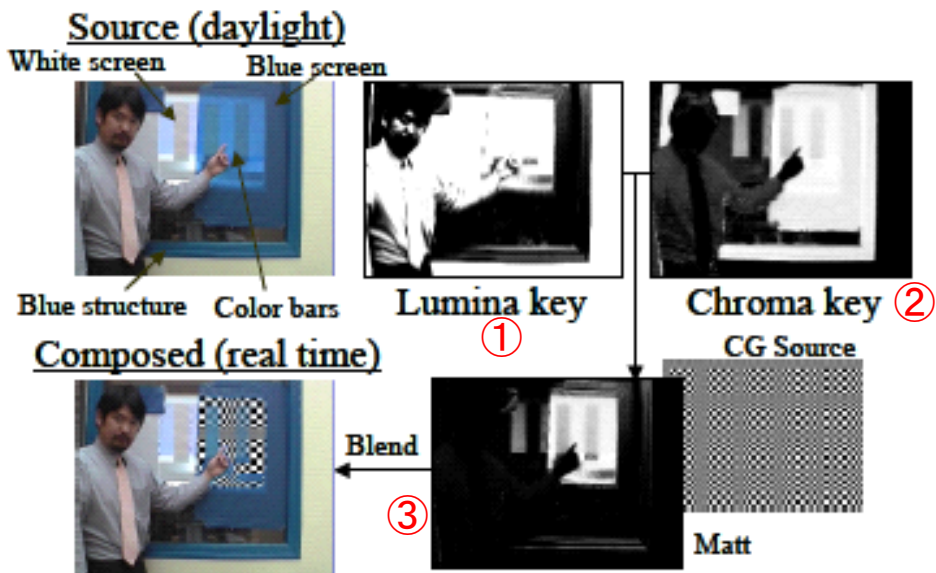 Source (daylight)
White screen
Blue screen
Blue structure
Color bars
Lumina key
①
Chroma key ②
Composed (real time)
CG Source
Blend
③
Matt